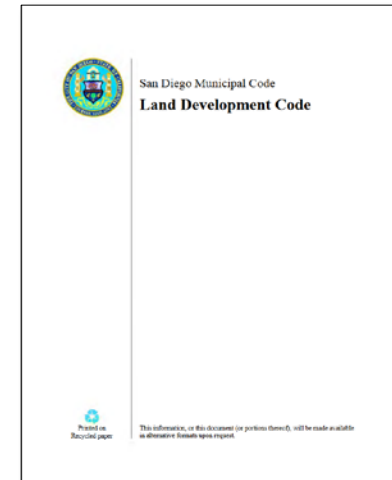 San Diego Municipal Code
Land Development Code
Printed on
Recycled paper
This information, or this document (or portions thereof), will be made available
in alternative formats upon request.